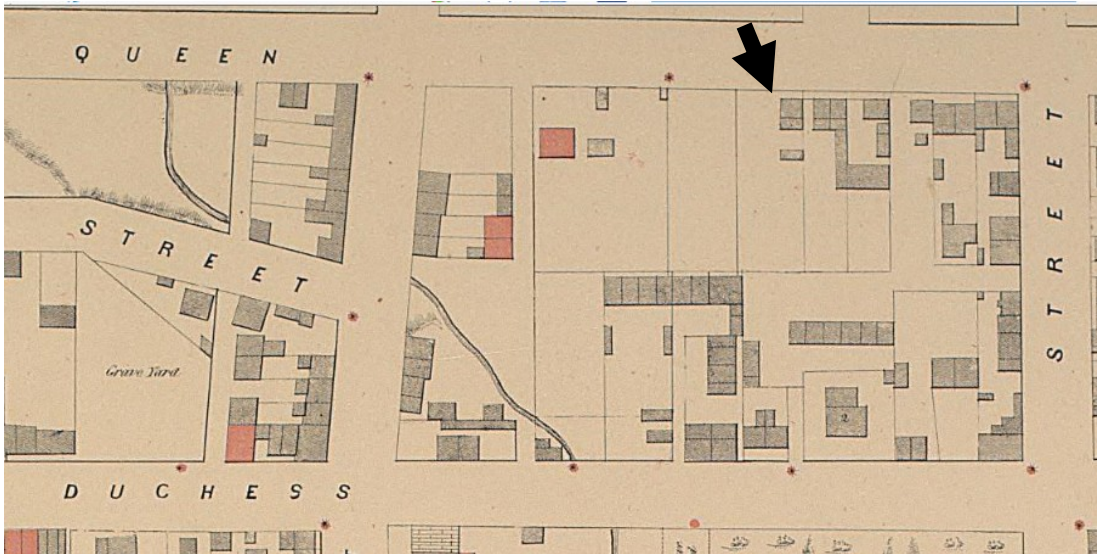 QUEEN
STREET
STREET
Grave Yard
2
DUCHESS